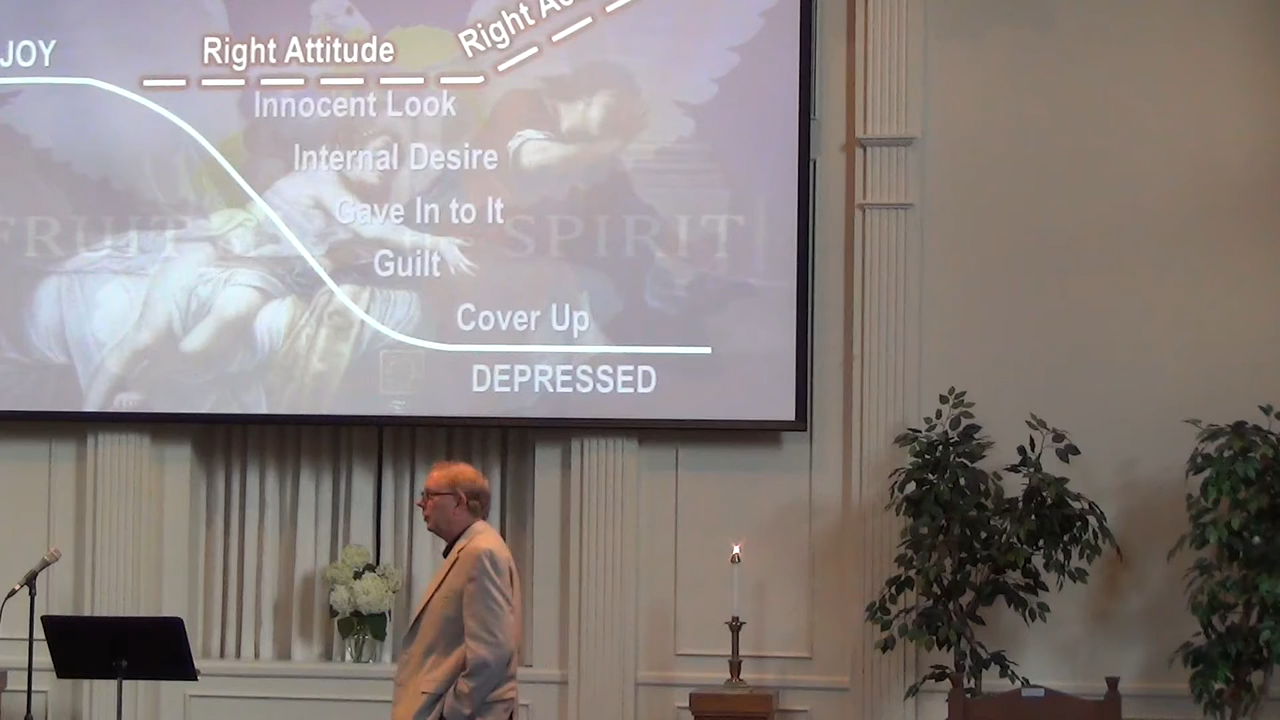 JOY
Right Attitude
Right
Innocent Look
Internal Desire
Gave In to It
FRUIT SPIRIT
Guilt
Cover Up
DEPRESSED